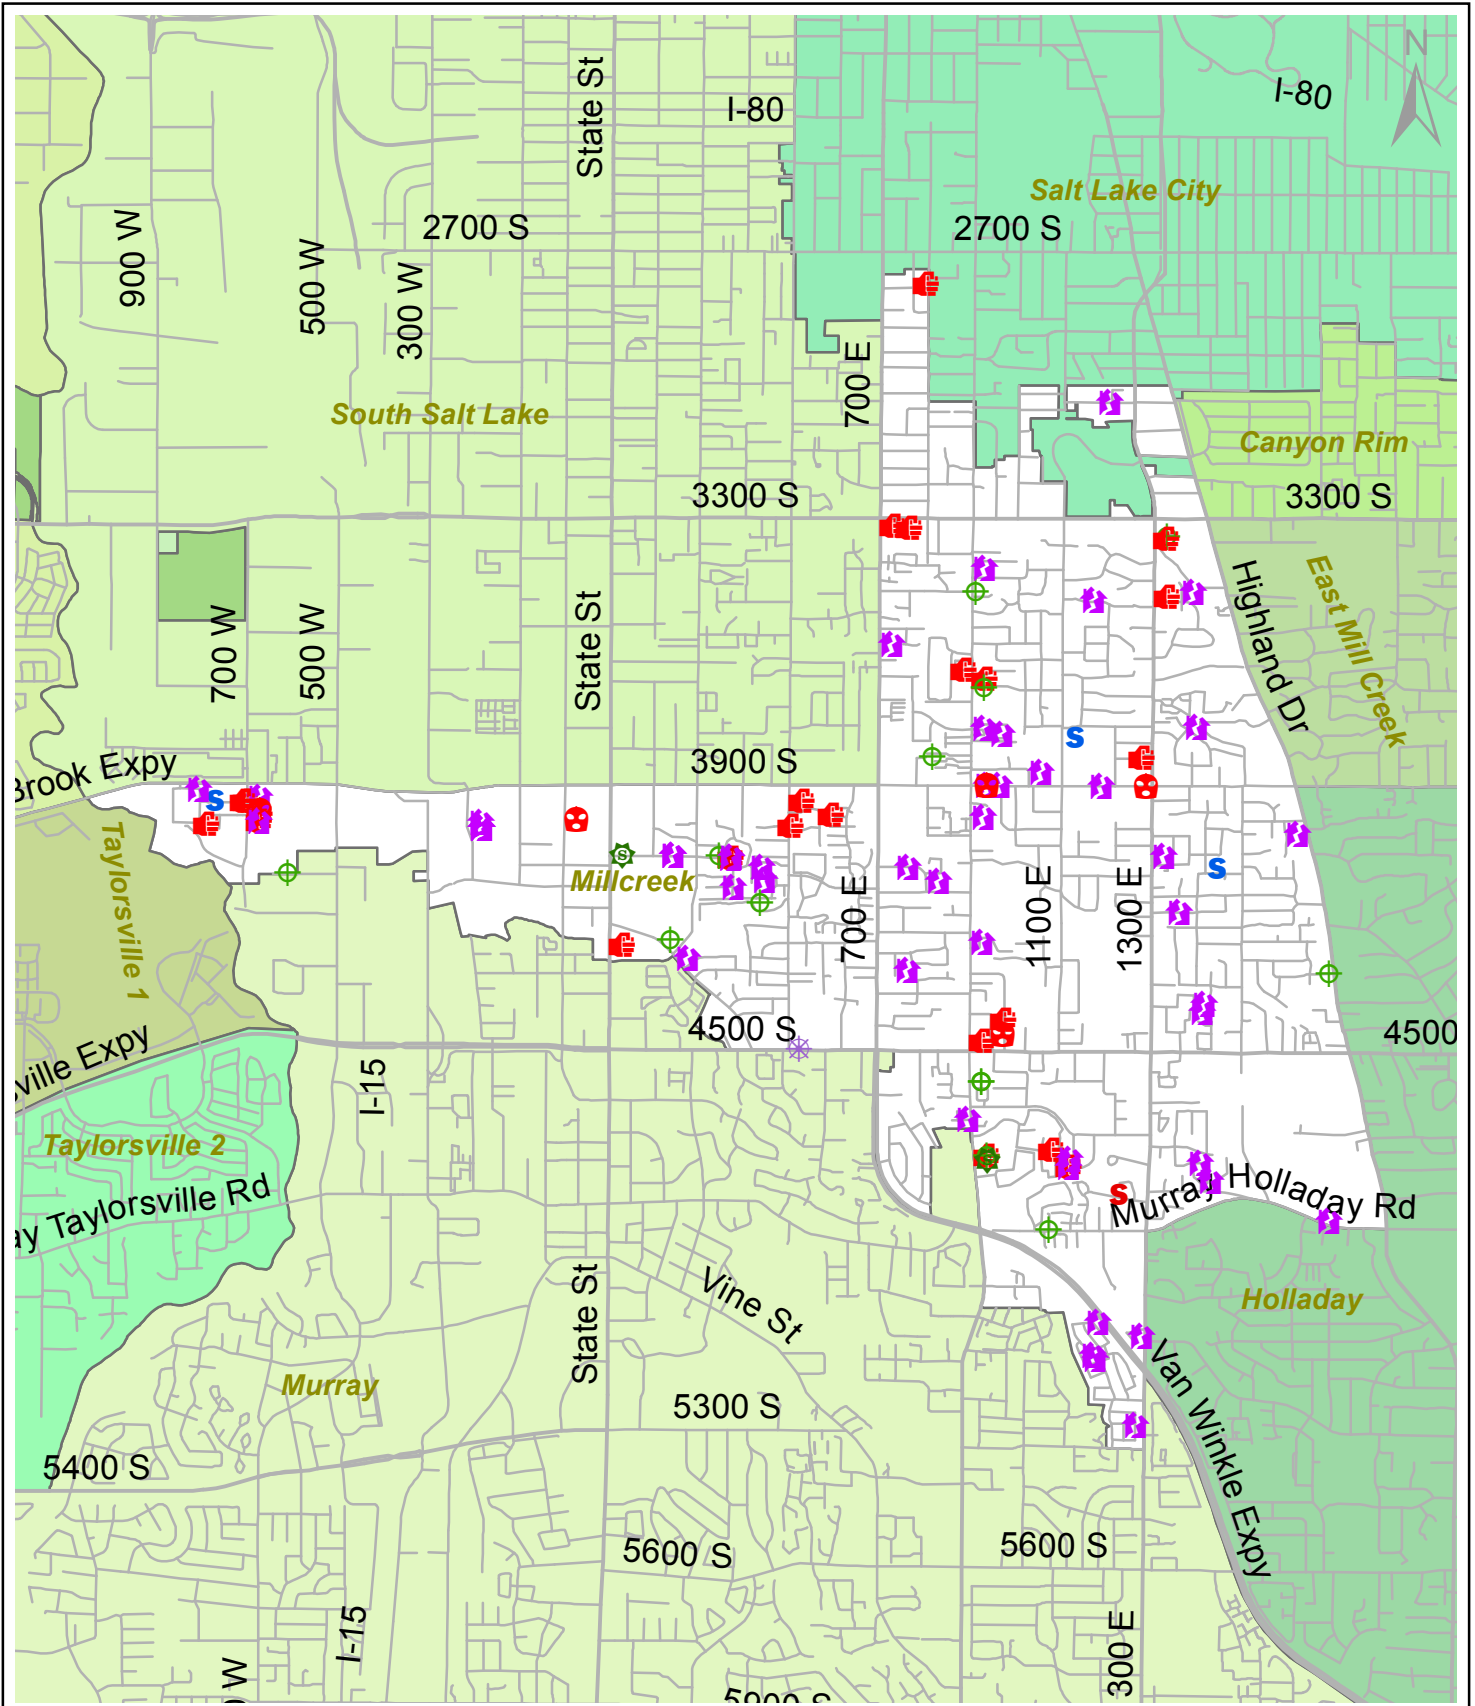 N
State St
I-80
I-80
Salt Lake City
900 W
2700 S
2700 S
500 W
300 W
700 E
South Salt Lake
Canyon Rim
3300 S
3300 S
Highland Dr
East Mill Creek
700 W
500 W
State St
Brook Expy
3900 S
S
S
Taylorsville 1
S
Millcreek
S
700 E
1100 E
1300 E
4500 S
4500
sville Expy
I-15
Taylorsville 2
S
ay Taylorsville Rd
Murray Holladay Rd
State St
Vine St
Holladay
Murray
Van Winkle Expy
5300 S
5400 S
5600 S
5600 S
I-15
300 E
0 W
5900 S